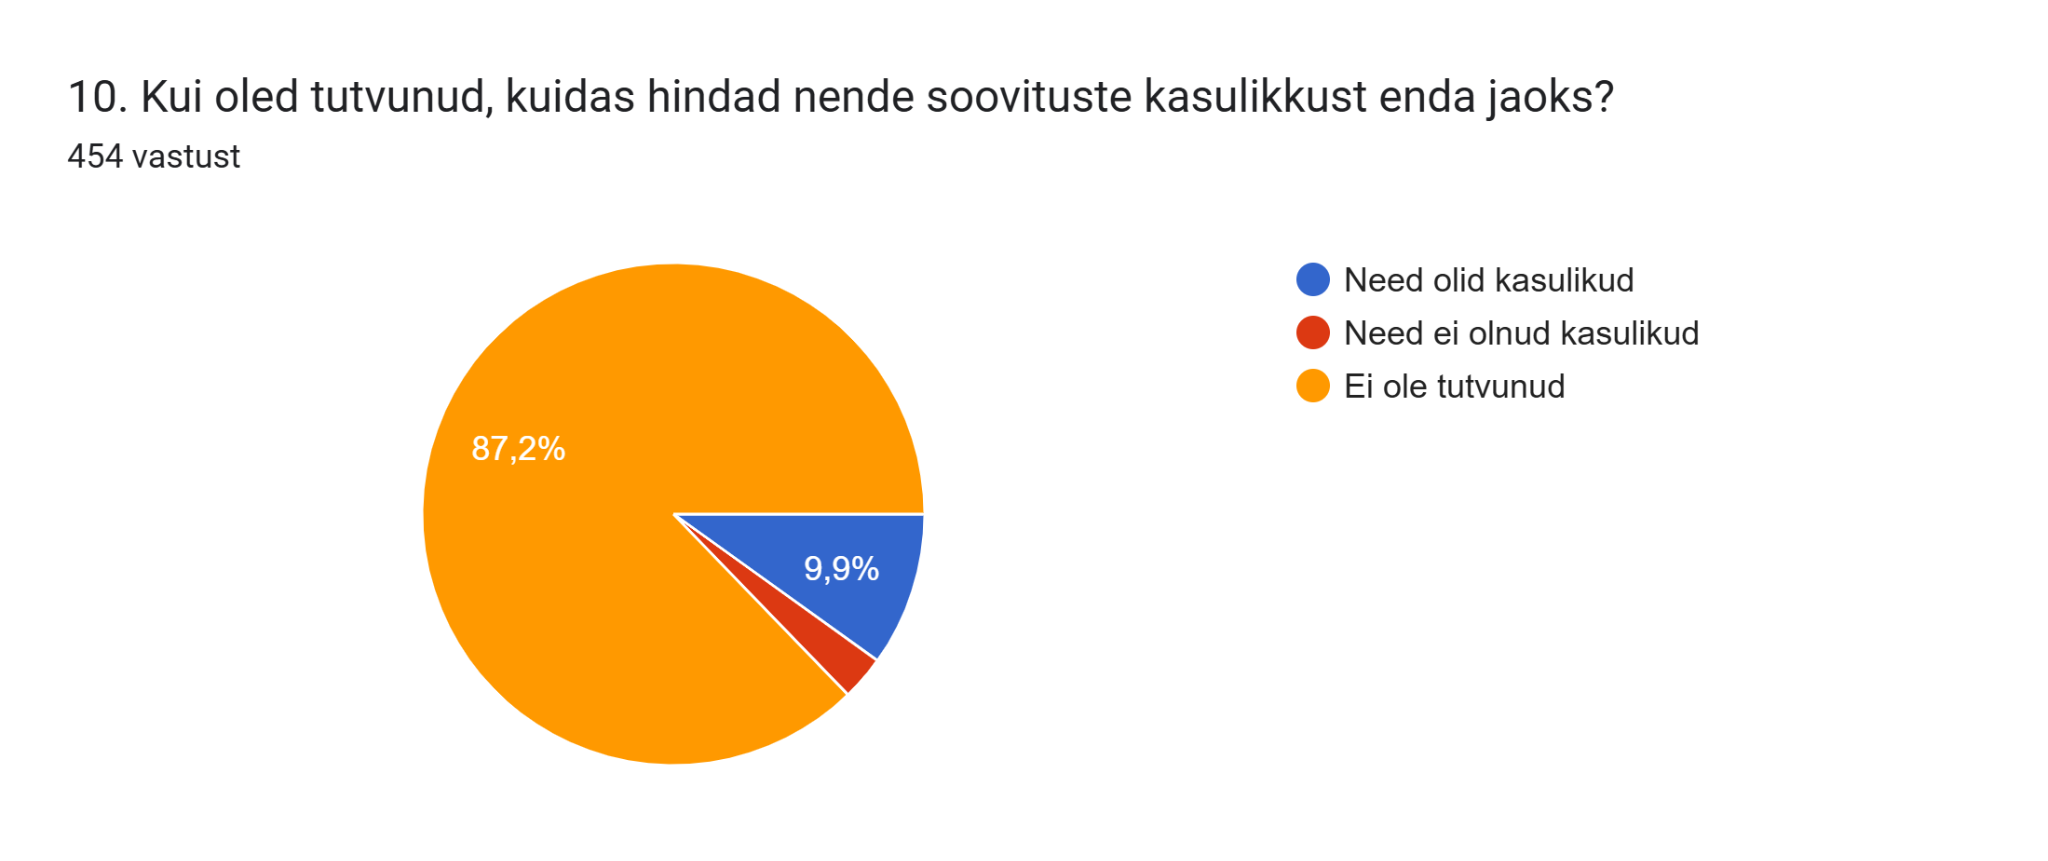 10. Kui oled tutvunud, kuidas hindad nende soovituste kasulikkust enda jaoks?
454 vastust
Need olid kasulikud
Need ei olnud kasulikud
Ei ole tutvunud
87,2%
9,9%